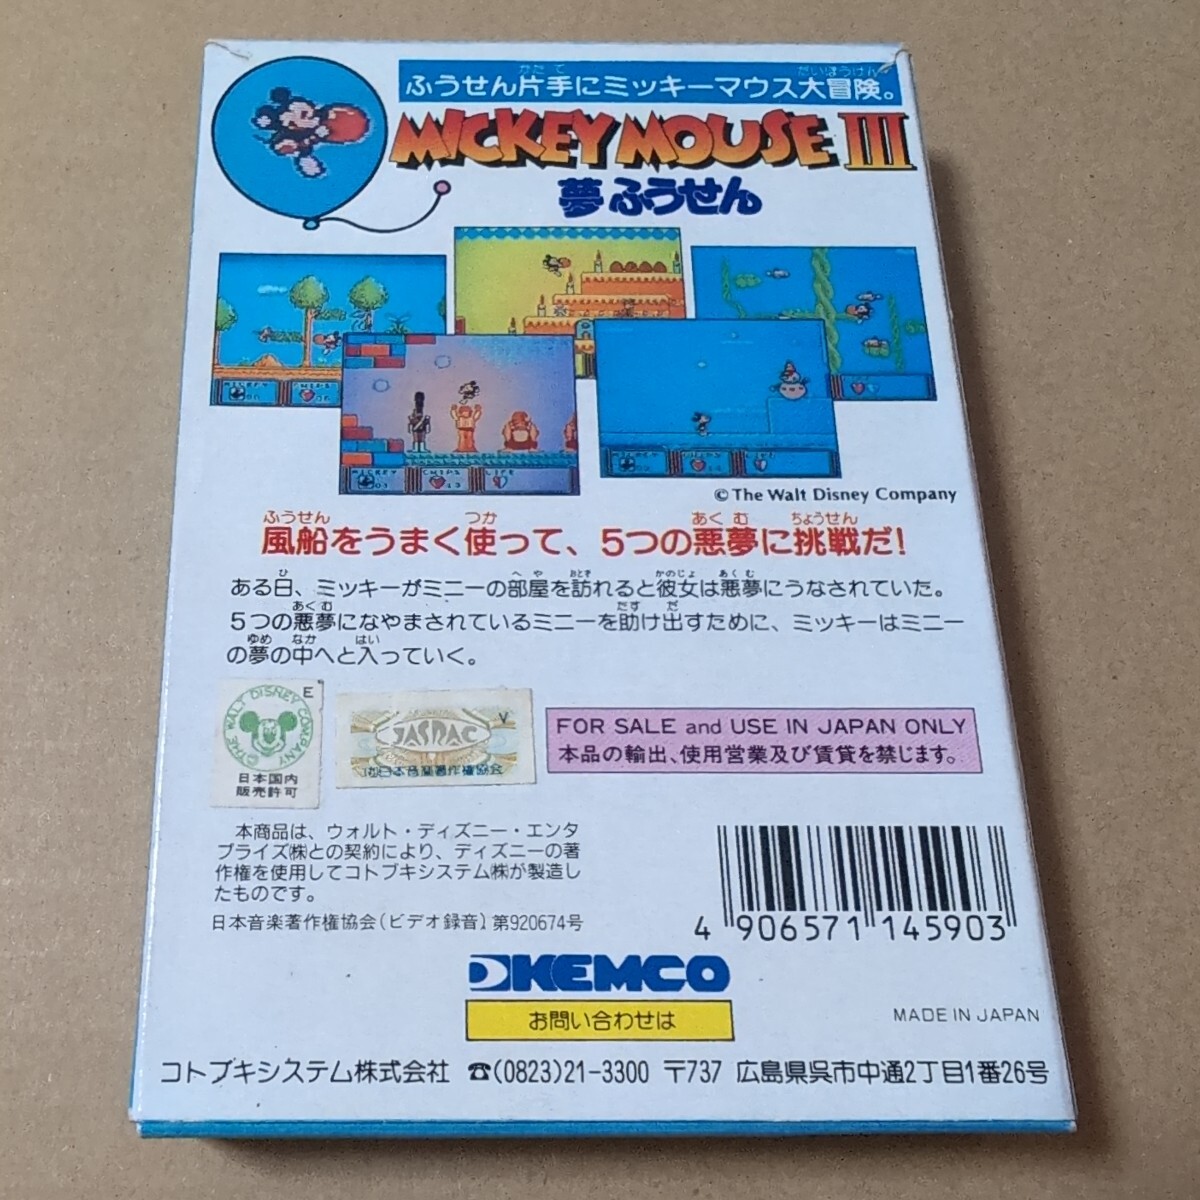 ふうせん片手にミッキーマウス大冒険。
MICKEY MOUSE III
夢ふうせん
© The Walt Disney Company
風船をうまく使って、5つの悪夢に挑戦だ!
ある日、ミッキーがミニーの部屋を訪れると彼女は悪夢にうなされていた。
5つの悪夢になやまされているミニーを助け出すために、ミッキーはミニー
の夢の中へと入っていく。
E
© THE WALT DISNEY COMPANY
日本国内
販売許可
V
JASRAC
日本音楽著作権協会
FOR SALE and USE IN JAPAN ONLY
本品の輸出、使用営業及び賃貸を禁じます。
本商品は、ウォルト・ディズニー・エンタ
プライズ㈱との契約により、ディズニーの著
作権を使用してコトブキシステム㈱が製造し
たものです。
日本音楽著作権協会(ビデオ録音)第920674号
4 906571 145903
KEMCO
お問い合わせは
MADE IN JAPAN
コトブキシステム株式会社 ☎(0823)21-3300 〒737 広島県呉市中通2丁目1番26号